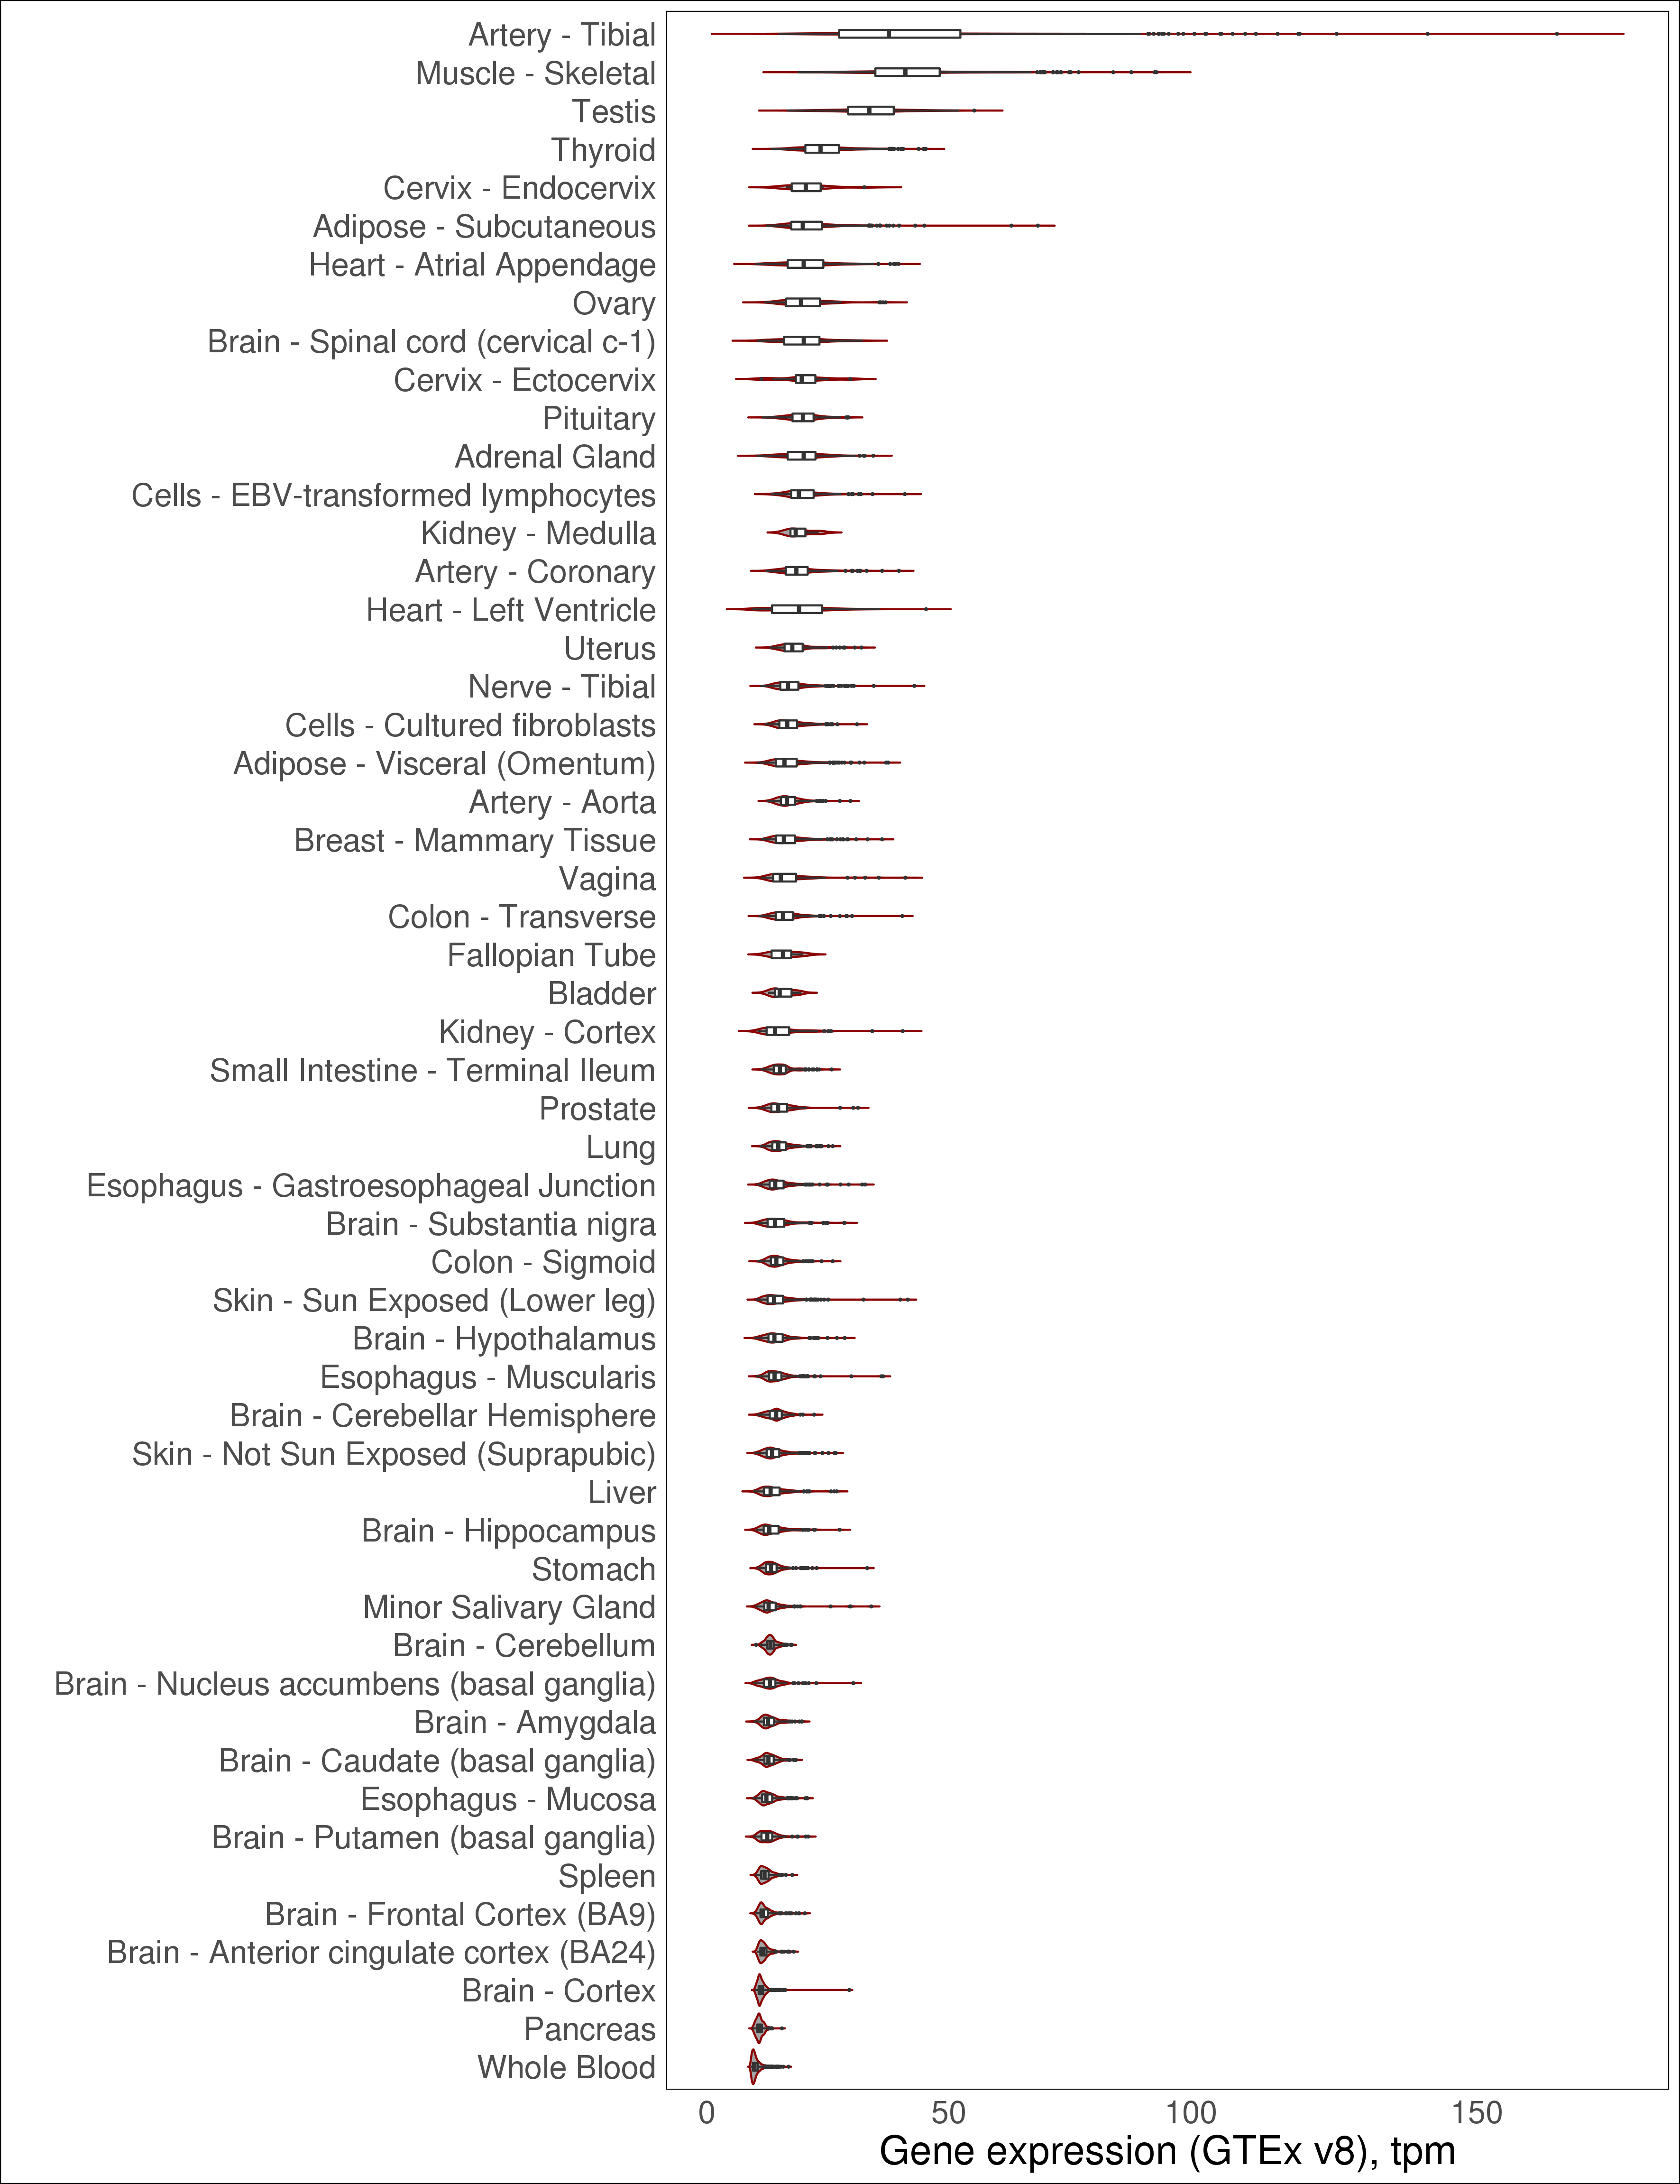 Artery - Tibial
Muscle - Skeletal
Testis
Thyroid
Cervix - Endocervix
Adipose - Subcutaneous
Heart - Atrial Appendage
Ovary
Brain - Spinal cord (cervical c-1)
Cervix - Ectocervix
Pituitary
Adrenal Gland
Cells - EBV-transformed lymphocytes
Kidney - Medulla
Artery - Coronary
Heart - Left Ventricle
Uterus
Nerve - Tibial
Cells - Cultured fibroblasts
Adipose - Visceral (Omentum)
Artery - Aorta
Breast - Mammary Tissue
Vagina
Colon - Transverse
Fallopian Tube
Bladder
Kidney - Cortex
Small Intestine - Terminal Ileum
Prostate
Lung
Esophagus - Gastroesophageal Junction
Brain - Substantia nigra
Colon - Sigmoid
Skin - Sun Exposed (Lower leg)
Brain - Hypothalamus
Esophagus - Muscularis
Brain - Cerebellar Hemisphere
Skin - Not Sun Exposed (Suprapubic)
Liver
Brain - Hippocampus
Stomach
Minor Salivary Gland
Brain - Cerebellum
Brain - Nucleus accumbens (basal ganglia)
Brain - Amygdala
Brain - Caudate (basal ganglia)
Esophagus - Mucosa
Brain - Putamen (basal ganglia)
Spleen
Brain - Frontal Cortex (BA9)
Brain - Anterior cingulate cortex (BA24)
Brain - Cortex
Pancreas
Whole Blood
0 50 100 150
Gene expression (GTEx v8), tpm